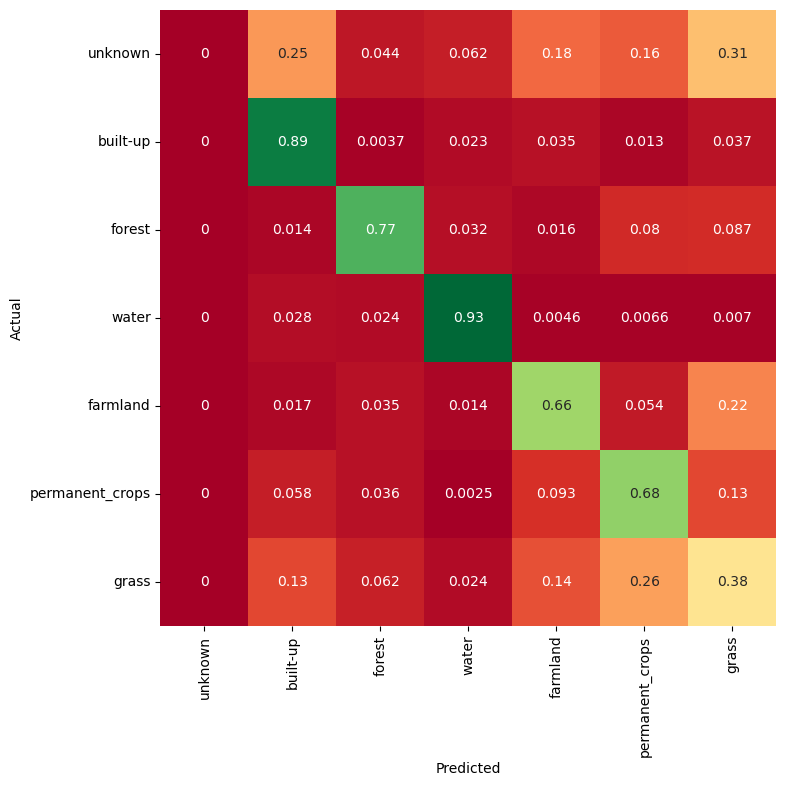 unknown 0 0.25 0.044 0.062 0.18 0.16 0.31
built-up 0 0.89 0.0037 0.023 0.035 0.013 0.037
forest 0 0.014 0.77 0.032 0.016 0.08 0.087
water 0 0.028 0.024 0.93 0.0046 0.0066 0.007
farmland 0 0.017 0.035 0.014 0.66 0.054 0.22
permanent_crops 0 0.058 0.036 0.0025 0.093 0.68 0.13
grass 0 0.13 0.062 0.024 0.14 0.26 0.38
Actual
unknown built-up forest water farmland permanent_crops grass
Predicted